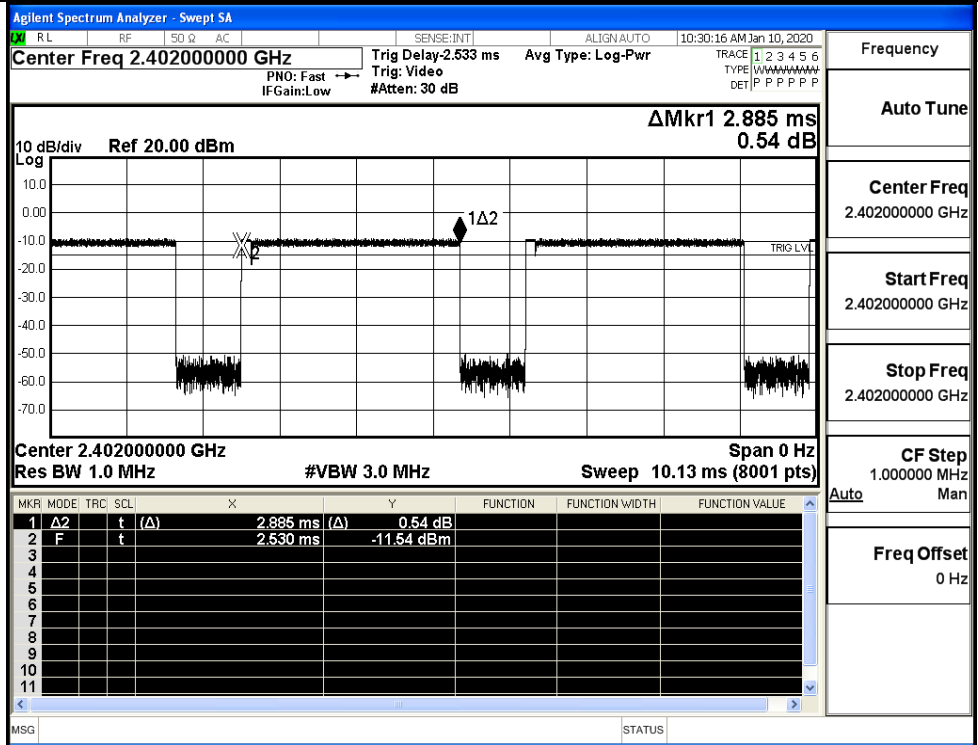 Agilent Spectrum Analyzer - Swept SA
LXI RL RF 50 Ω AC SENSE:INT ALIGN AUTO 10:30:16 AM Jan 10, 2020
Center Freq 2.402000000 GHz Trig Delay-2.533 ms Avg Type: Log-Pwr TRACE 1 2 3 4 5 6
PNO: Fast Trig: Video TYPE WWWWWW
IFGain:Low #Atten: 30 dB DET P P P P P P
ΔMkr1 2.885 ms
0.54 dB
10 dB/div Ref 20.00 dBm
Log
10.0
0.00
-10.0
-20.0
-30.0
-40.0
-50.0
-60.0
-70.0
1Δ2
2
TRIG LVL
Center 2.402000000 GHz Span 0 Hz
Res BW 1.0 MHz #VBW 3.0 MHz Sweep 10.13 ms (8001 pts)
MKR MODE TRC SCL X Y FUNCTION FUNCTION WIDTH FUNCTION VALUE
1 Δ2 t (Δ) 2.885 ms (Δ) 0.54 dB
2 F t 2.530 ms -11.54 dBm
3
4
5
6
7
8
9
10
11
MSG STATUS
Frequency
Auto Tune
Center Freq
2.402000000 GHz
Start Freq
2.402000000 GHz
Stop Freq
2.402000000 GHz
CF Step
1.000000 MHz
Auto Man
Freq Offset
0 Hz